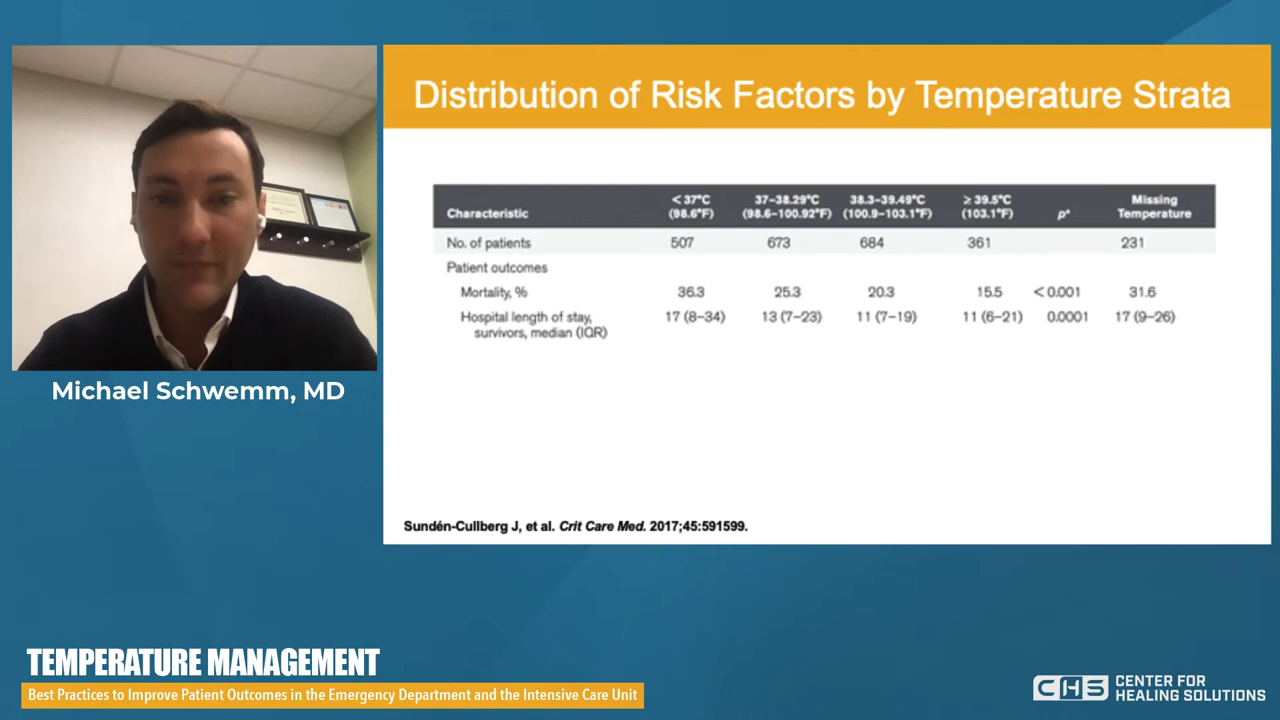 Distribution of Risk Factors by Temperature Strata
Characteristic
< 37°C (98.6°F)
37–38.29°C (98.6–100.92°F)
38.3–39.49°C (100.9–103.1°F)
≥ 39.5°C (103.1°F)
p*
Missing Temperature
No. of patients 507 673 684 361 231
Patient outcomes
Mortality, % 36.3 25.3 20.3 15.5 < 0.001 31.6
Hospital length of stay, 17 (8–34) 13 (7–23) 11 (7–19) 11 (6–21) 0.0001 17 (9–26)
survivors, median (IQR)
Sundén-Cullberg J, et al. Crit Care Med. 2017;45:591599.
Michael Schwemm, MD
TEMPERATURE MANAGEMENT
Best Practices to Improve Patient Outcomes in the Emergency Department and the Intensive Care Unit
CHS
CENTER FOR
HEALING SOLUTIONS